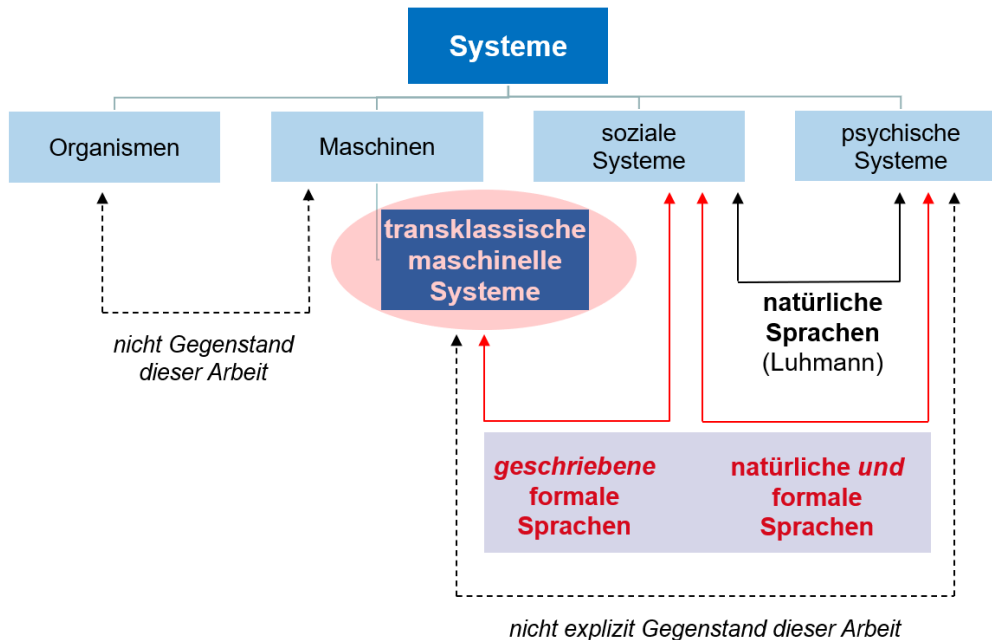 Systeme
Organismen
Maschinen
soziale
Systeme
psychische
Systeme
transklassische
maschinelle
Systeme
nicht Gegenstand
dieser Arbeit
natürliche
Sprachen
(Luhmann)
geschriebene
formale
Sprachen
natürliche und
formale
Sprachen
nicht explizit Gegenstand dieser Arbeit